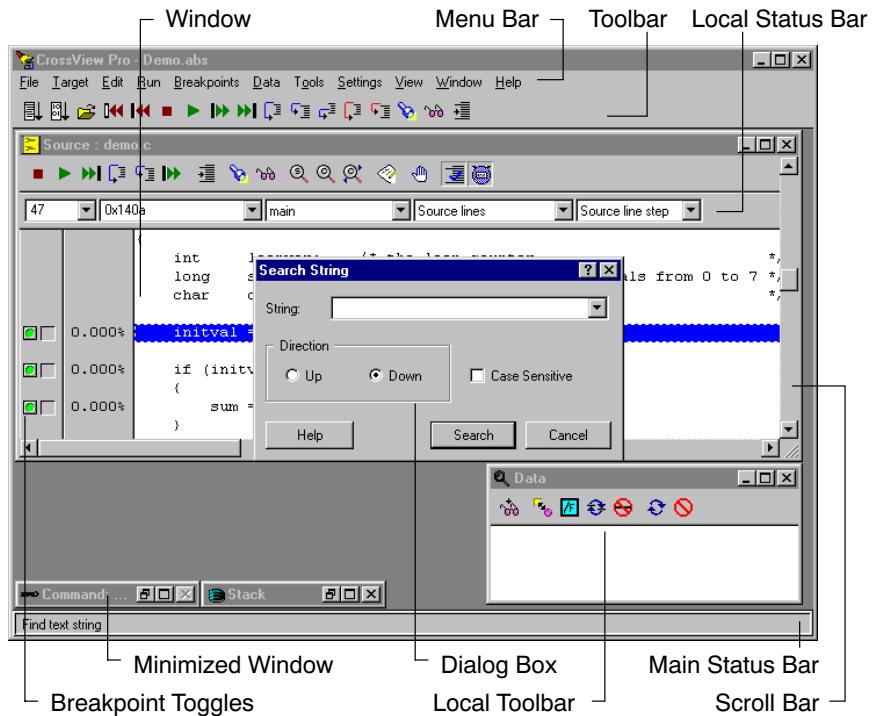 Window Menu Bar Toolbar Local Status Bar
CrossView Pro - Demo.abs
File Target Edit Run Breakpoints Data Tools Settings View Window Help
Source : demo.c
47 0x140a main Source lines Source line step
{
int /* the loop counter *
long als from 0 to 7 *
char *
Search String
String:
0.000% initval =
Direction
Up Down Case Sensitive
0.000% if (initv
{
0.000% sum =
}
Help Search Cancel
Data
Command: ... Stack
Find text string
Minimized Window Dialog Box Main Status Bar
Breakpoint Toggles Local Toolbar Scroll Bar